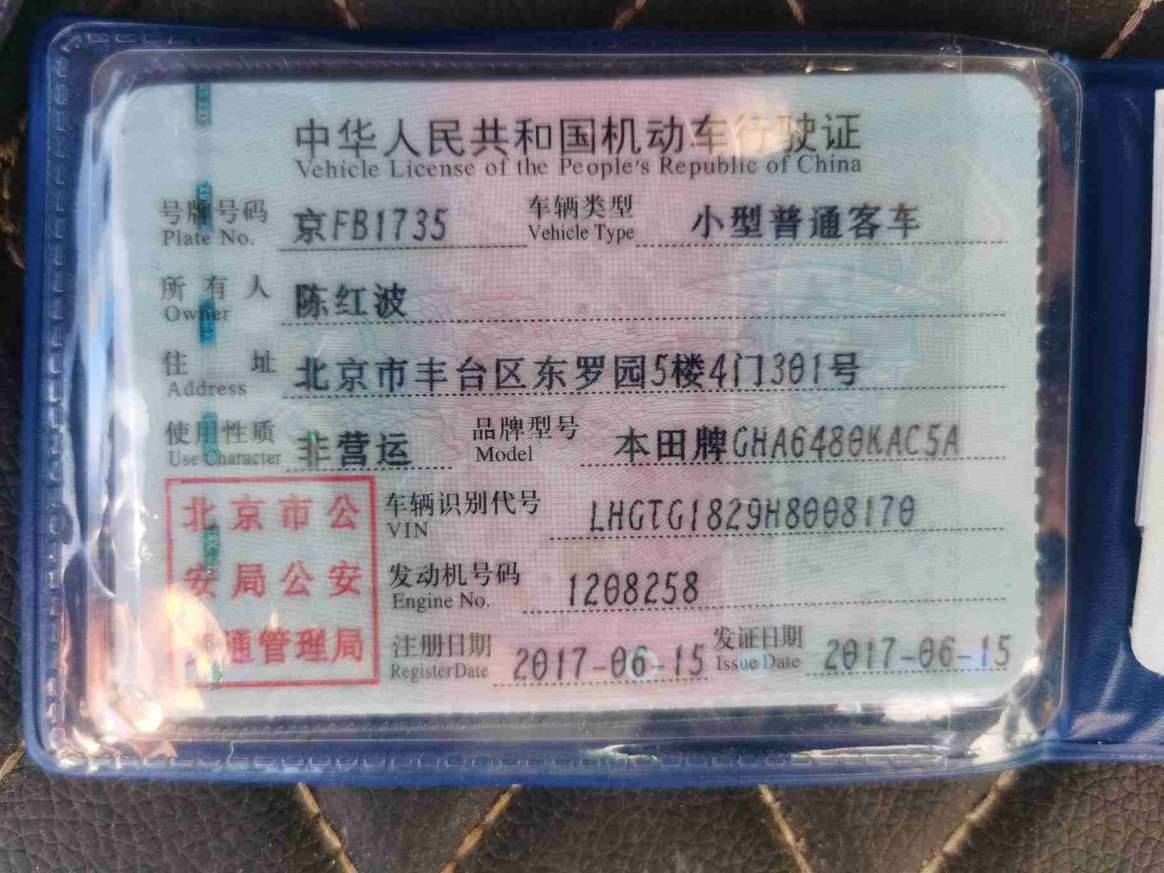 中华人民共和国机动车行驶证
Vehicle License of the People's Republic of China
号牌号码 京FB1735 车辆类型 小型普通客车
Plate No. Vehicle Type
所有人 陈红波
Owner
住址 北京市丰台区东罗园5楼4门301号
Address
使用性质 非营运 品牌型号 本田牌GHA6480KAC5A
Use Character Model
北京市公
安局公安
通管理局
车辆识别代号 LHGTG1829H8008170
VIN
发动机号码 1208258
Engine No.
注册日期 2017-06-15 发证日期 2017-06-15
Register Date Issue Date